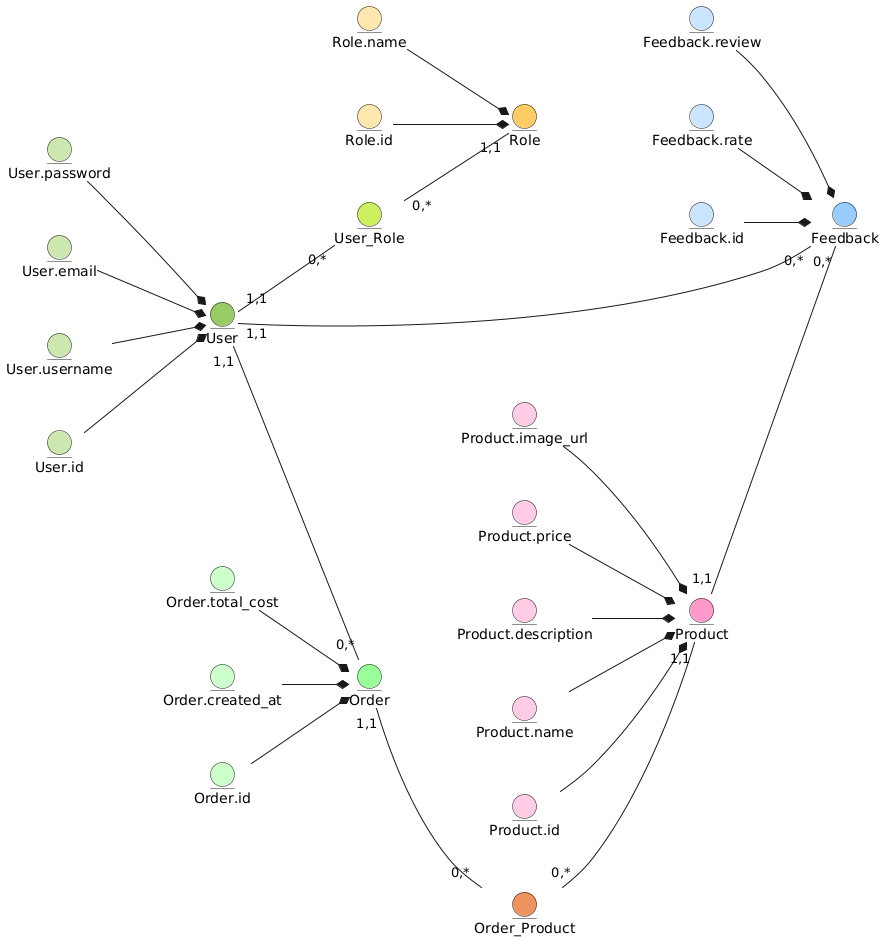 Role.name
Feedback.review
Role.id
Role
Feedback.rate
1,1
User.password
0,*
User_Role
Feedback.id
Feedback
User.email
0,*
0,*
0,*
1,1
User
1,1
User.username
1,1
Product.image_url
User.id
Product.price
1,1
Order.total_cost
Product.description
Product
0,*
1,1
Order.created_at
Order
1,1
Product.name
Order.id
Product.id
0,*
0,*
Order_Product